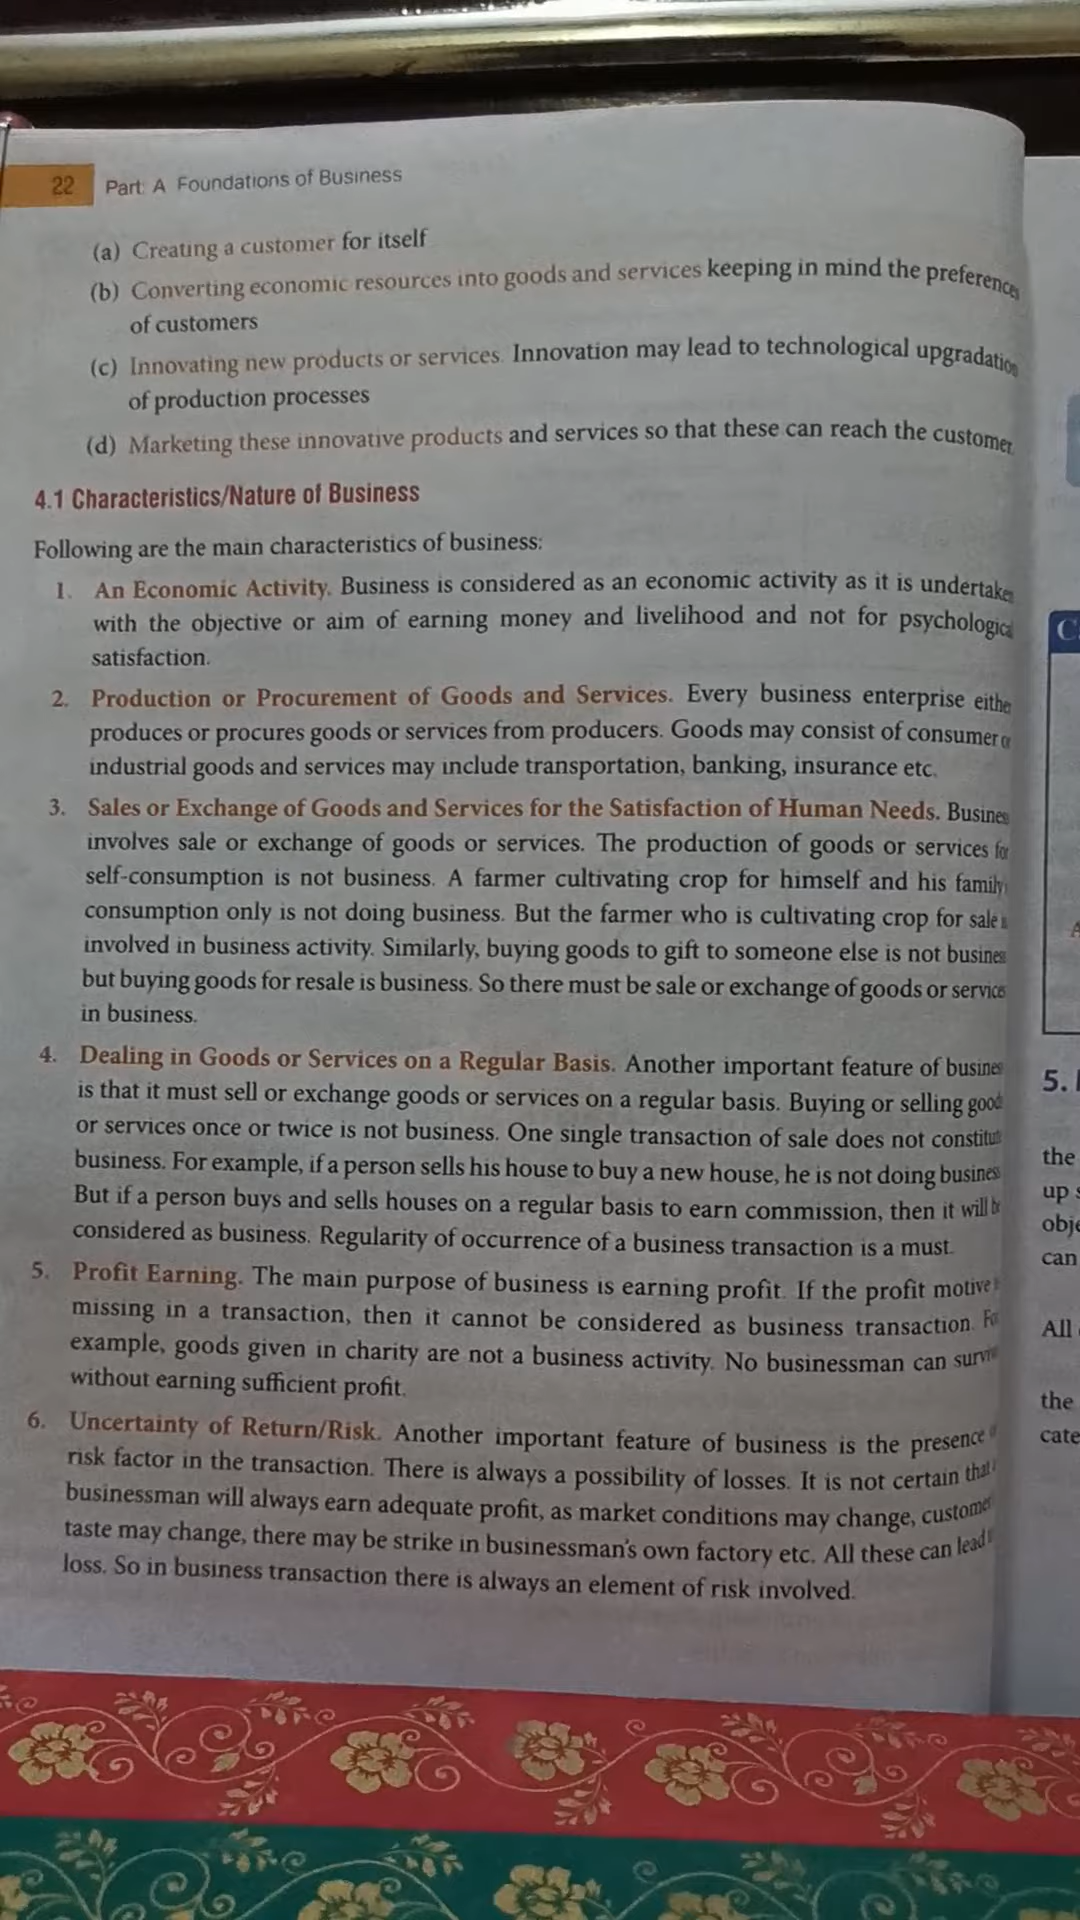 22 Part: A Foundations of Business
(a) Creating a customer for itself
(b) Converting economic resources into goods and services keeping in mind the preferences
of customers
(c) Innovating new products or services. Innovation may lead to technological upgradation
of production processes
(d) Marketing these innovative products and services so that these can reach the customer.
4.1 Characteristics/Nature of Business
Following are the main characteristics of business:
1. An Economic Activity. Business is considered as an economic activity as it is undertaken
with the objective or aim of earning money and livelihood and not for psychological
satisfaction.
2. Production or Procurement of Goods and Services. Every business enterprise either
produces or procures goods or services from producers. Goods may consist of consumer or
industrial goods and services may include transportation, banking, insurance etc.
3. Sales or Exchange of Goods and Services for the Satisfaction of Human Needs. Busines
involves sale or exchange of goods or services. The production of goods or services for
self-consumption is not business. A farmer cultivating crop for himself and his family
consumption only is not doing business. But the farmer who is cultivating crop for sale
involved in business activity. Similarly, buying goods to gift to someone else is not business
but buying goods for resale is business. So there must be sale or exchange of goods or services
in business.
4. Dealing in Goods or Services on a Regular Basis. Another important feature of busines
is that it must sell or exchange goods or services on a regular basis. Buying or selling good
or services once or twice is not business. One single transaction of sale does not constitut
business. For example, if a person sells his house to buy a new house, he is not doing busines
But if a person buys and sells houses on a regular basis to earn commission, then it will be
considered as business. Regularity of occurrence of a business transaction is a must.
5. Profit Earning. The main purpose of business is earning profit. If the profit motive
missing in a transaction, then it cannot be considered as business transaction. For
example, goods given in charity are not a business activity. No businessman can surviv
without earning sufficient profit.
6. Uncertainty of Return/Risk. Another important feature of business is the presence
risk factor in the transaction. There is always a possibility of losses. It is not certain that
businessman will always earn adequate profit, as market conditions may change, customer
taste may change, there may be strike in businessman's own factory etc. All these can lead
loss. So in business transaction there is always an element of risk involved.
C
5.
the
up
obje
can
All
the
cate